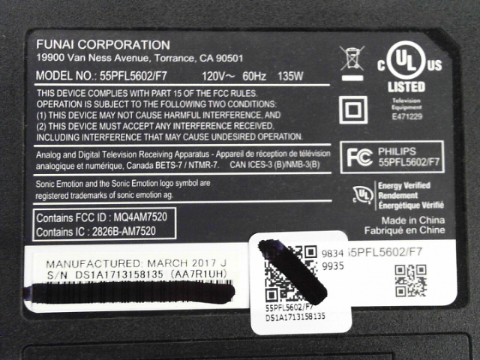 FUNAI CORPORATION
19900 Van Ness Avenue, Torrance, CA 90501
MODEL NO.: 55PFL5602/F7 120V~ 60Hz 135W
THIS DEVICE COMPLIES WITH PART 15 OF THE FCC RULES.
OPERATION IS SUBJECT TO THE FOLLOWING TWO CONDITIONS:
(1) THIS DEVICE MAY NOT CAUSE HARMFUL INTERFERENCE, AND
(2) THIS DEVICE MUST ACCEPT ANY INTERFERENCE RECEIVED,
INCLUDING INTERFERENCE THAT MAY CAUSE UNDESIRED OPERATION.
Analog and Digital Television Receiving Apparatus - Appareil de réception de télévision
analogique et numérique, Canada BETS-7 / NTMR-7. CAN ICES-3 (B)/NMB-3(B)
Sonic Emotion and the Sonic Emotion logo symbol are
registered trademark of sonic emotion ag.
Contains FCC ID : MQ4AM7520
Contains IC : 2826B-AM7520
C UL US
LISTED
Television
Equipment
E471229
FC PHILIPS
55PFL5602/F7
UL Energy Verified
Rendement
Énergétique Vérifié
Made in China
Fabriqué en China
MANUFACTURED: MARCH 2017 J
S/N DS1A1713158135 (AA7R1UH)
9834
9935
55PFL5602/F7
DS1A1713158135
55PFL5602/F7